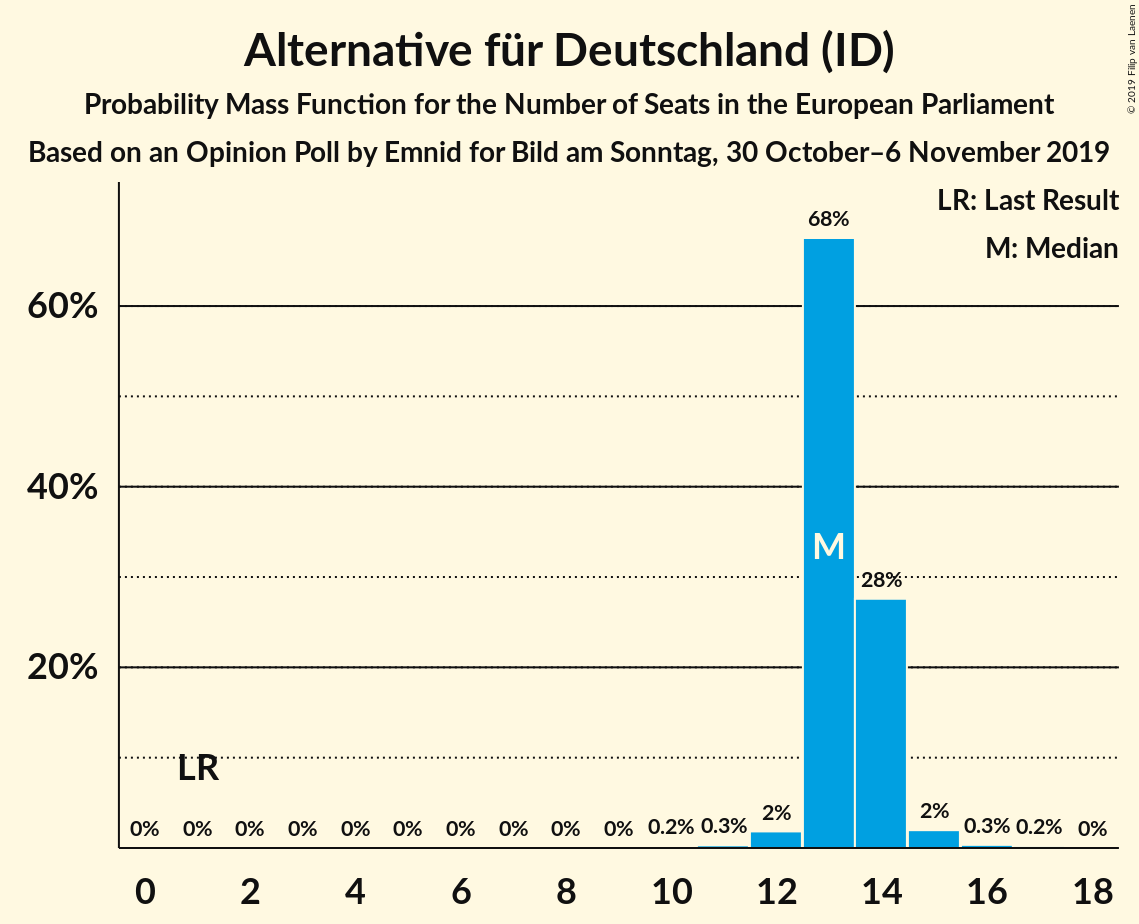 Alternative für Deutschland (ID)
Probability Mass Function for the Number of Seats in the European Parliament
Based on an Opinion Poll by Emnid for Bild am Sonntag, 30 October–6 November 2019
© 2019 Filip van Laenen
LR: Last Result
M: Median
68%
60%
40%
M
28%
20%
LR
0% 0% 0% 0% 0% 0% 0% 0% 0% 0% 0.2% 0.3% 2% 2% 0.3% 0.2% 0%
0 2 4 6 8 10 12 14 16 18